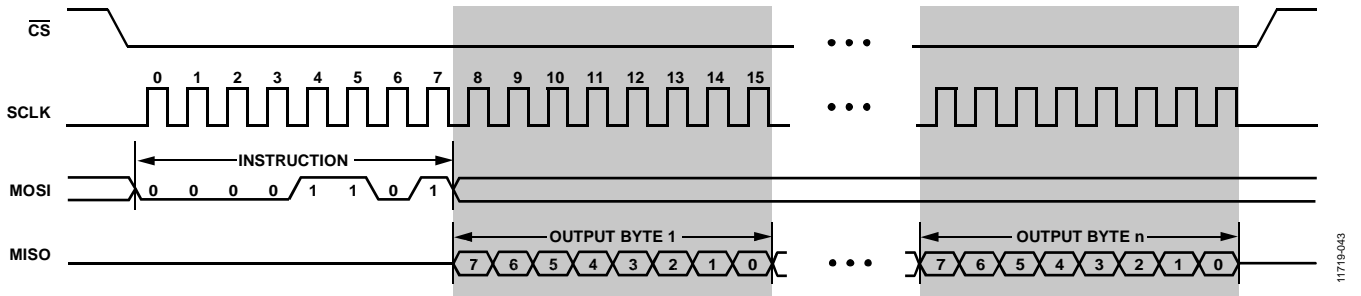 CS
0 1 2 3 4 5 6 7 8 9 10 11 12 13 14 15
SCLK
INSTRUCTION
MOSI 0 0 0 0 1 1 0 1
OUTPUT BYTE 1 OUTPUT BYTE n
MISO
7 6 5 4 3 2 1 0 7 6 5 4 3 2 1 0
11719-043